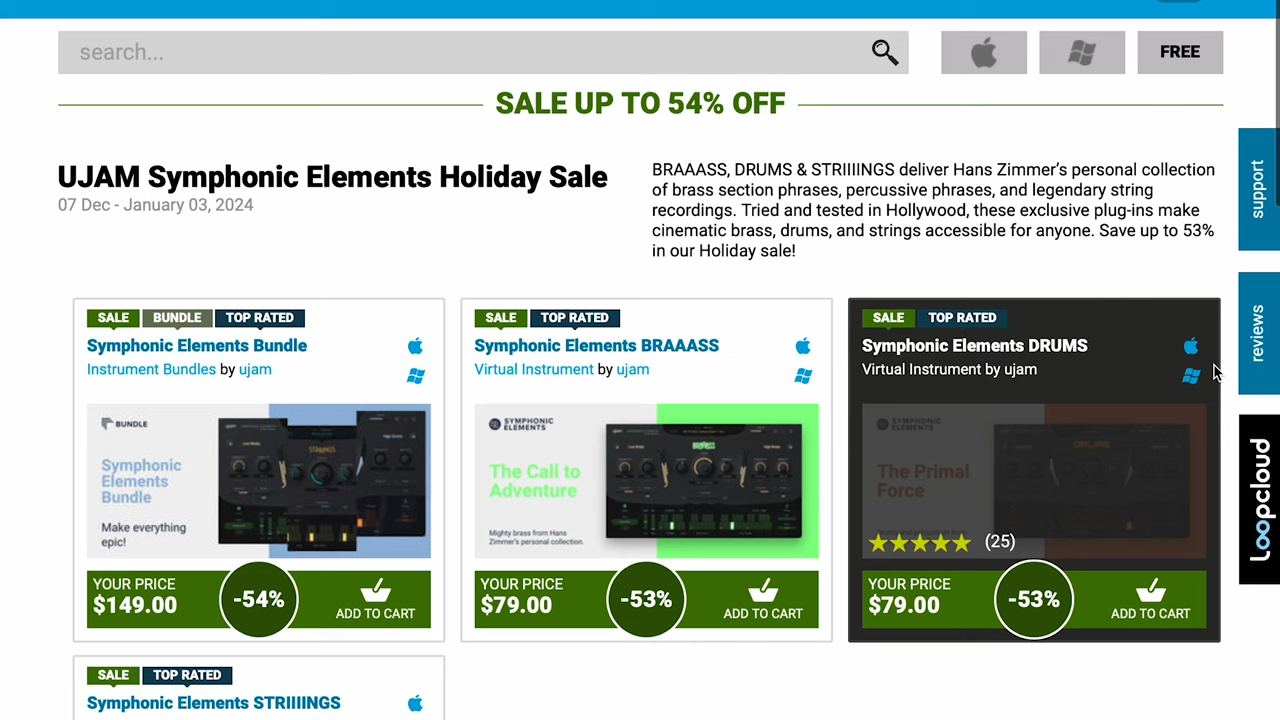 search...
FREE
SALE UP TO 54% OFF
UJAM Symphonic Elements Holiday Sale
07 Dec - January 03, 2024
BRAAASS, DRUMS & STRIIIINGS deliver Hans Zimmer's personal collection
of brass section phrases, percussive phrases, and legendary string
recordings. Tried and tested in Hollywood, these exclusive plug-ins make
cinematic brass, drums, and strings accessible for anyone. Save up to 53%
in our Holiday sale!
support
reviews
Loopcloud
SALE BUNDLE TOP RATED
Symphonic Elements Bundle
Instrument Bundles by ujam
BUNDLE
Symphonic
Elements
Bundle
Make everything
epic!
STRIIIINGS
YOUR PRICE
$149.00
-54%
ADD TO CART
SALE TOP RATED
Symphonic Elements BRAAASS
Virtual Instrument by ujam
SYMPHONIC
ELEMENTS
The Call to
Adventure
Mighty brass from Hans
Zimmer's personal collection.
BRAAASS
YOUR PRICE
$79.00
-53%
ADD TO CART
SALE TOP RATED
Symphonic Elements DRUMS
Virtual Instrument by ujam
SYMPHONIC
ELEMENTS
The Primal
Force
DRUMS
(25)
YOUR PRICE
$79.00
-53%
ADD TO CART
SALE TOP RATED
Symphonic Elements STRIIIINGS